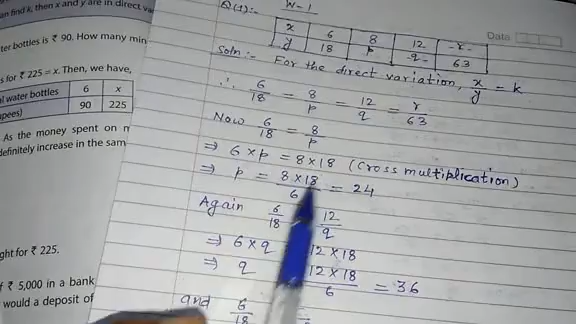 an find k, then x and y are in direct va
ter bottles is ₹ 90. How many min
s for ₹ 225 = x. Then, we have,
al water bottles 6 x
upees) 90 225
As the money spent on m
definitely increase in the sam
ght for ₹ 225.
f ₹ 5,000 in a bank
would a deposit of
Q(1):- W-1
Data
x 6 8 12 -r-
y 18 p -q- 63
Soln:- For the direct variation, x/y = k
∴ 6/18 = 8/p = 12/q = r/63
Now 6/18 = 8/p
⇒ 6 × p = 8 × 18 (Cross multiplication)
⇒ p = 8 × 18/6 = 24
Again 6/18 12/q
⇒ 6 × q 12 × 18
⇒ q 12 × 18/6 = 36
and 6/18